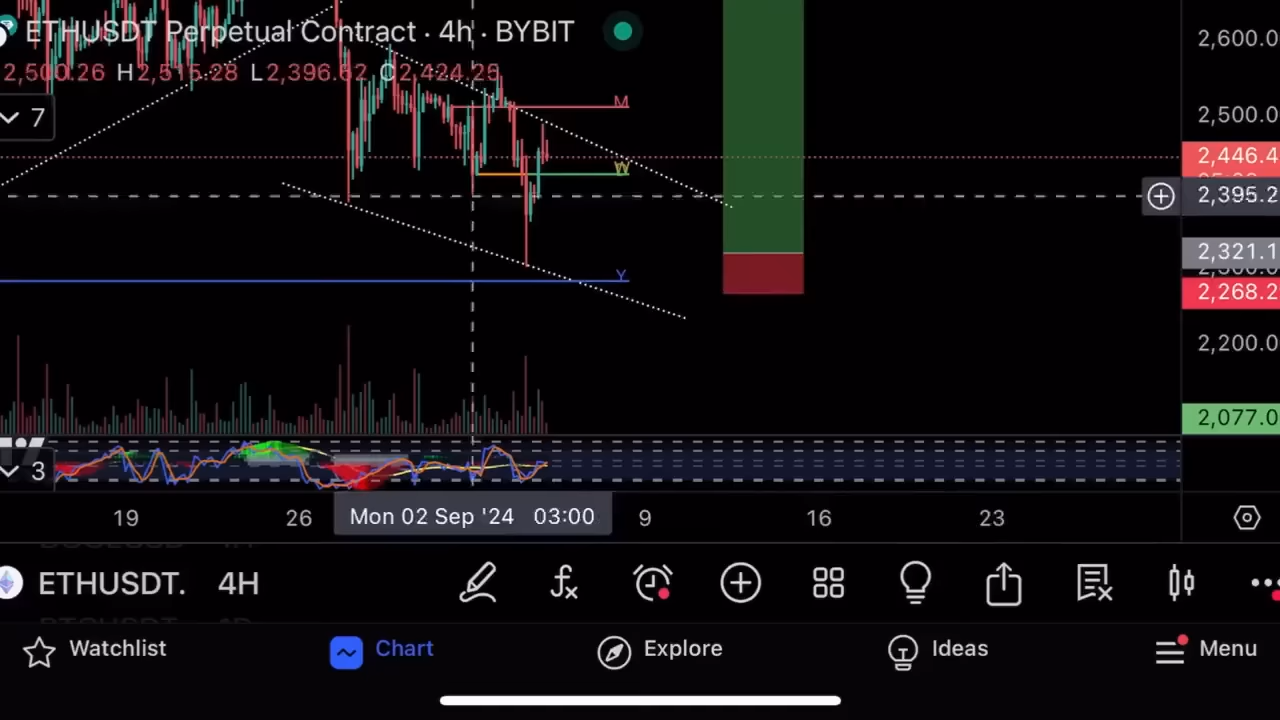 ETHUSDT Perpetual Contract · 4h · BYBIT
2,500.26 H2,515.28 L2,396.62 C2,424.25
7
M
W
Y
2,600.0
2,500.0
2,446.4
2,395.2
2,321.1
2,268.2
2,200.0
2,077.0
3
19 26 Mon 02 Sep '24 03:00 9 16 23
ETHUSDT. 4H
Watchlist Chart Explore Ideas Menu